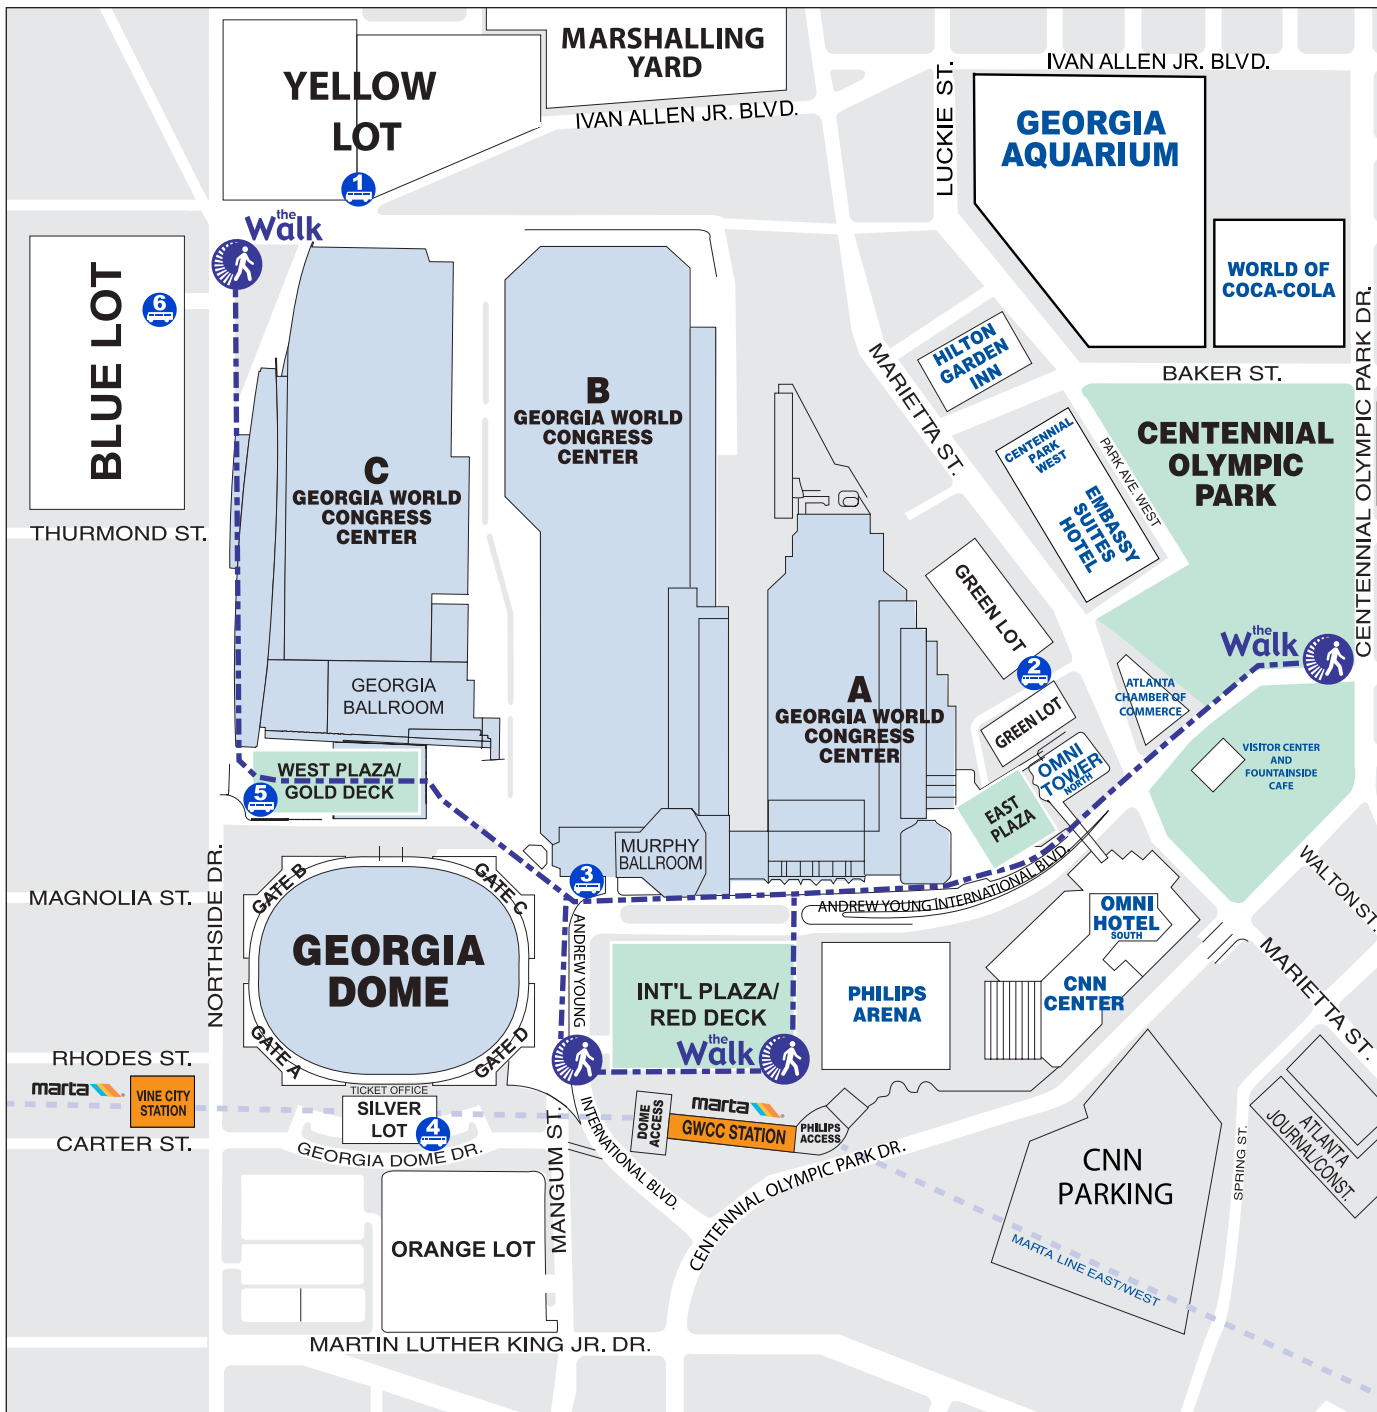 MARSHALLING
YARD
YELLOW
LOT
IVAN ALLEN JR. BLVD.
IVAN ALLEN JR. BLVD.
LUCKIE ST.
GEORGIA
AQUARIUM
1
the
Walk
BLUE LOT
6
WORLD OF
COCA-COLA
CENTENNIAL OLYMPIC PARK DR.
HILTON
GARDEN
INN
MARIETTA ST.
BAKER ST.
B
GEORGIA WORLD
CONGRESS
CENTER
C
GEORGIA WORLD
CONGRESS
CENTER
CENTENNIAL
PARK
WEST
EMBASSY
SUITES
HOTEL
PARK AVE. WEST
CENTENNIAL
OLYMPIC
PARK
THURMOND ST.
GREEN LOT
2
the
Walk
GEORGIA
BALLROOM
A
GEORGIA WORLD
CONGRESS
CENTER
GREEN LOT
ATLANTA
CHAMBER OF
COMMERCE
OMNI
TOWER
NORTH
VISITOR CENTER
AND
FOUNTAINSIDE
CAFE
WEST PLAZA/
GOLD DECK
5
EAST
PLAZA
MURPHY
BALLROOM
3
WALTON ST.
MAGNOLIA ST.
NORTHSIDE DR.
GATE B
GATE C
GEORGIA
DOME
GATE A
GATE D
ANDREW YOUNG INTERNATIONAL BLVD.
OMNI
HOTEL
SOUTH
CNN
CENTER
MARIETTA ST.
ANDREW YOUNG
INTERNATIONAL BLVD.
INT'L PLAZA/
RED DECK
the
Walk
PHILIPS
ARENA
RHODES ST.
marta
VINE CITY
STATION
TICKET OFFICE
SILVER
LOT
4
CARTER ST.
GEORGIA DOME DR.
MANGUM ST.
DOME
ACCESS
marta
GWCC STATION
PHILIPS
ACCESS
CENTENNIAL OLYMPIC PARK DR.
CNN
PARKING
SPRING ST.
ATLANTA
JOURNAL/CONST.
ORANGE LOT
MARTA LINE EAST/WEST
MARTIN LUTHER KING JR. DR.